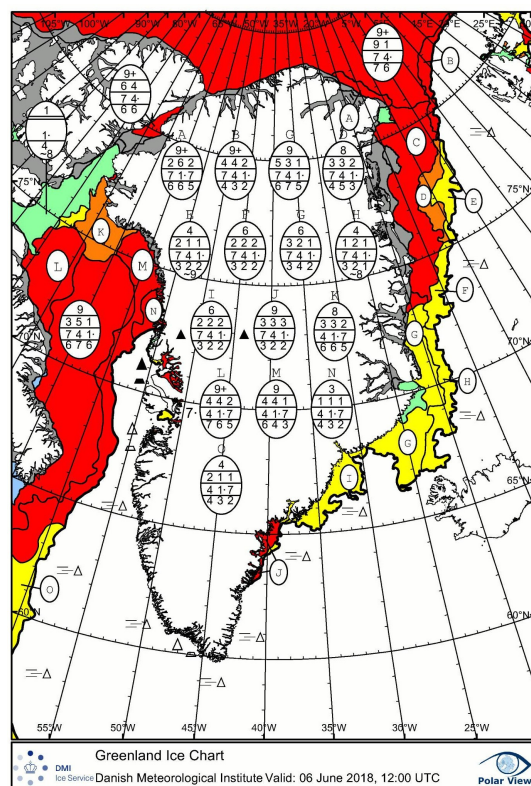 9+
9 1
7 4·
7 6
B
9+
6 4
7 4·
6 6
1
1·
4
~8
A
A
9+
2 6 2
7 1·7
6 6 5
B
9+
4 4 2
7 4 1·
4 3 2
G
9
5 3 1
7 4 1·
6 7 5
D
8
3 3 2
7 4 1·
4 5 3
C
75°N
75°N
D
E
E
4
2 1 1
7 4 1·
3 2 2
~9
F
6
2 2 2
7 4 1·
3 2 2
G
6
3 2 1
7 4 1·
3 4 2
H
4
1 2 1
7 4 1·
3 2 2
~8
K
L
M
F
N
9
3 5 1
7 4 1·
6 7 6
I
6
2 2 2
7 4 1·
3 2 2
J
9
3 3 3
7 4 1·
3 2 2
K
8
3 3 2
4 1·7
6 6 5
G
70°N
70°N
H
L
9+
4 4 2
4 1·7
7 6 5
M
9
4 4 1
4 1·7
6 4 3
N
3
1 1 1
4 1·7
4 3 2
7·
O
4
2 1 1
4 1·7
4 3 2
G
I
65°N
65°N
J
O
60°N
60°N
55°W
50°W
45°W
40°W
35°W
30°W
25°W
DMI
Ice Service
Greenland Ice Chart
Danish Meteorological Institute Valid: 06 June 2018, 12:00 UTC
Polar View